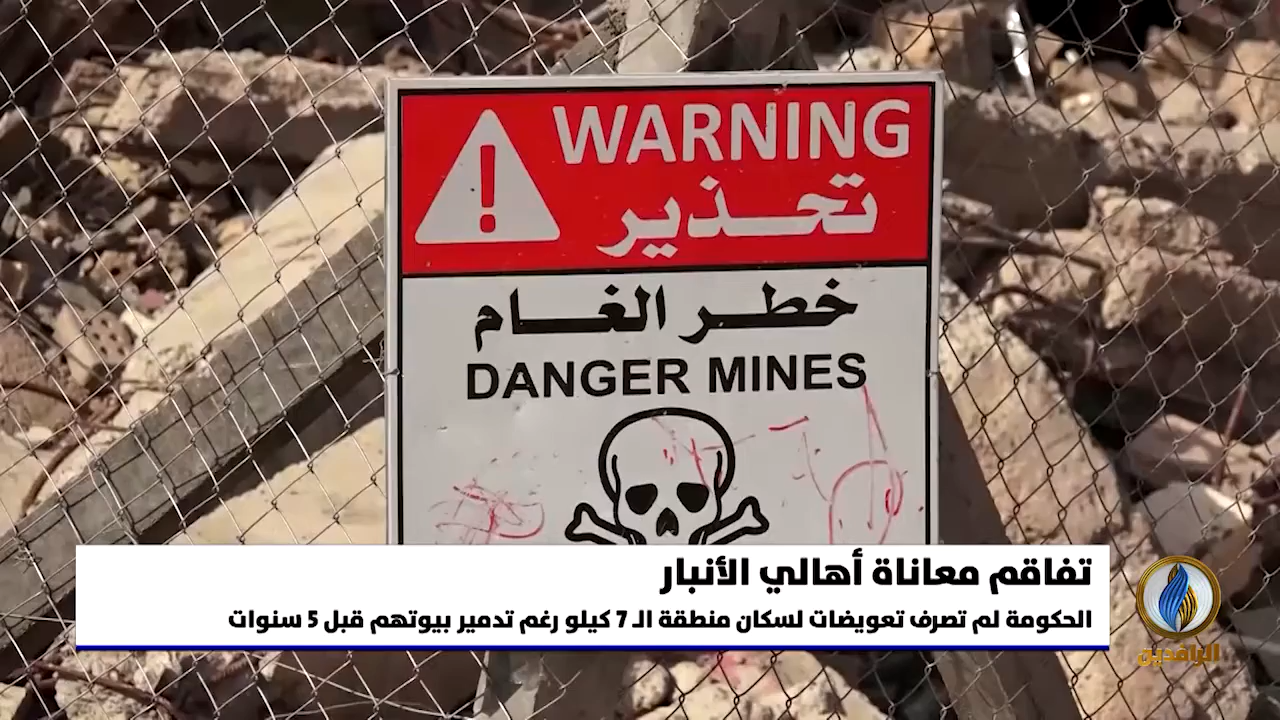 WARNING
تحذير
خطر الغام
DANGER MINES
تفاقم معاناة أهالي الأنبار
الحكومة لم تصرف تعويضات لسكان منطقة الـ 7 كيلو رغم تدمير بيوتهم قبل 5 سنوات
الرافدين